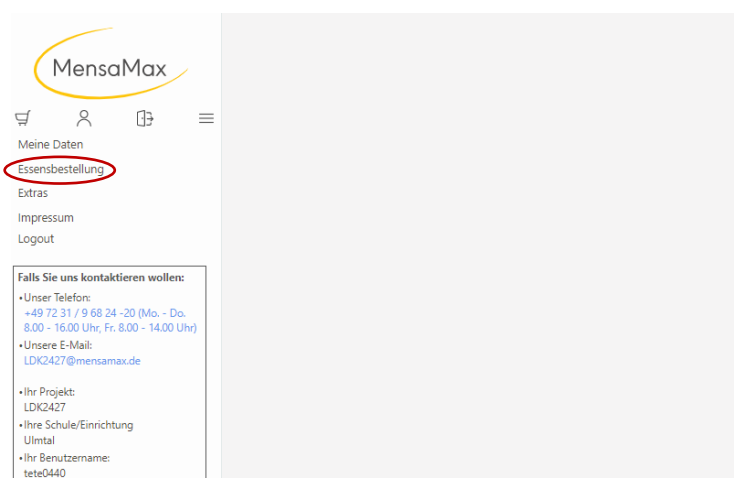 MensaMax
Meine Daten
Essensbestellung
Extras
Impressum
Logout
Falls Sie uns kontaktieren wollen:
•Unser Telefon:
+49 72 31 / 9 68 24 -20 (Mo. - Do.
8.00 - 16.00 Uhr, Fr. 8.00 - 14.00 Uhr)
•Unsere E-Mail:
LDK2427@mensamax.de
•Ihr Projekt:
LDK2427
•Ihre Schule/Einrichtung
Ulmtal
•Ihr Benutzername:
tete0440